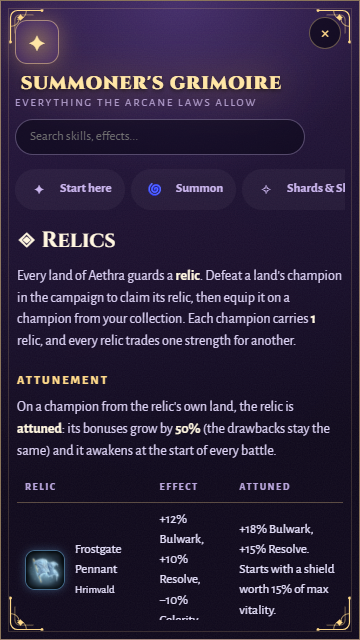 SUMMONER'S GRIMOIRE
EVERYTHING THE ARCANE LAWS ALLOW
Search skills, effects...
Start here Summon Shards & Sl
Relics
Every land of Aethra guards a relic. Defeat a land's champion
in the campaign to claim its relic, then equip it on a
champion from your collection. Each champion carries 1
relic, and every relic trades one strength for another.
ATTUNEMENT
On a champion from the relic's own land, the relic is
attuned: its bonuses grow by 50% (the drawbacks stay the
same) and it awakens at the start of every battle.
RELIC EFFECT ATTUNED
Frostgate
Pennant
Hrimvald
+12%
Bulwark,
+10%
Resolve,
−10%
Celerity
+18% Bulwark,
+15% Resolve.
Starts with a shield
worth 15% of max
vitality.